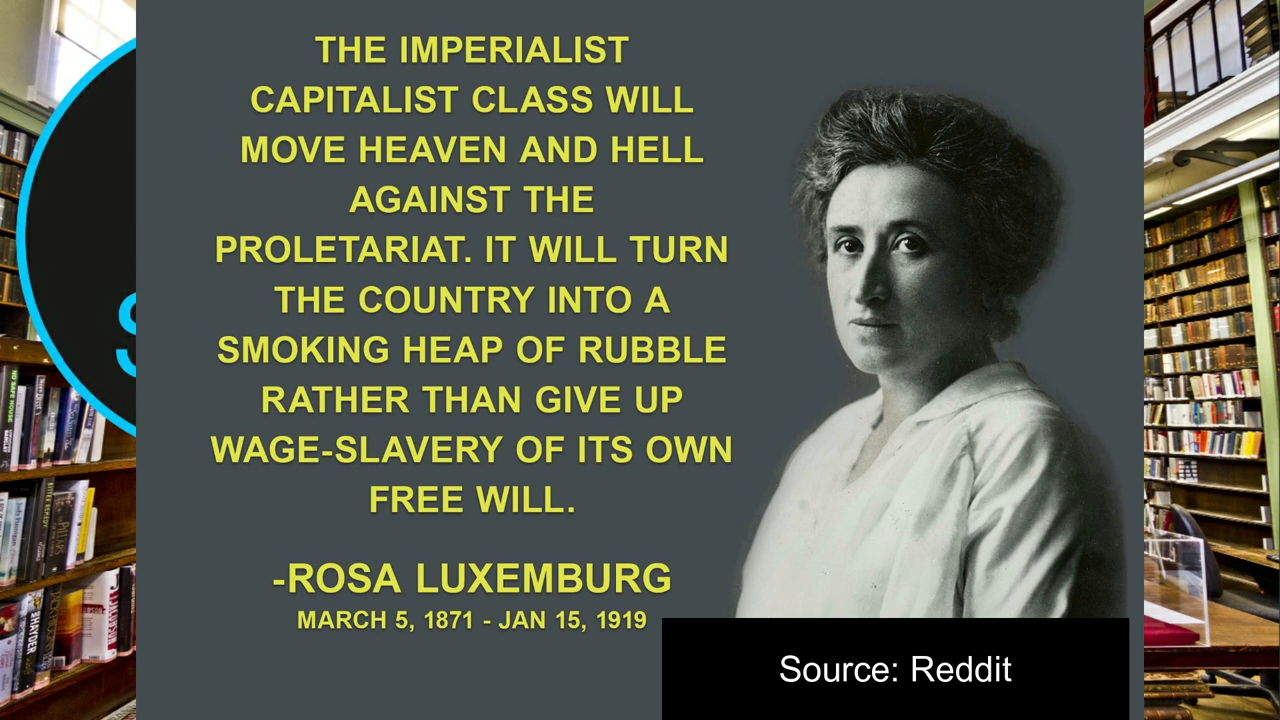 THE IMPERIALIST
CAPITALIST CLASS WILL
MOVE HEAVEN AND HELL
AGAINST THE
PROLETARIAT. IT WILL TURN
THE COUNTRY INTO A
SMOKING HEAP OF RUBBLE
RATHER THAN GIVE UP
WAGE-SLAVERY OF ITS OWN
FREE WILL.
-ROSA LUXEMBURG
MARCH 5, 1871 - JAN 15, 1919
Source: Reddit